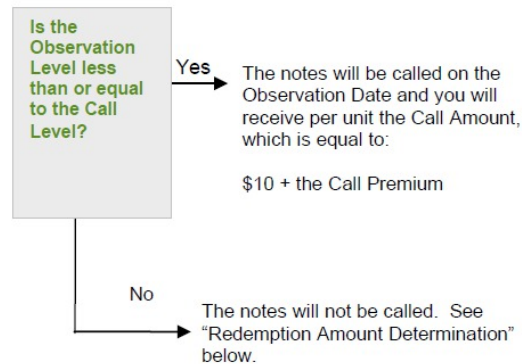 Is the
Observation
Level less
than or equal
to the Call
Level?
Yes
The notes will be called on the
Observation Date and you will
receive per unit the Call Amount,
which is equal to:
$10 + the Call Premium
No
The notes will not be called. See
“Redemption Amount Determination”
below.